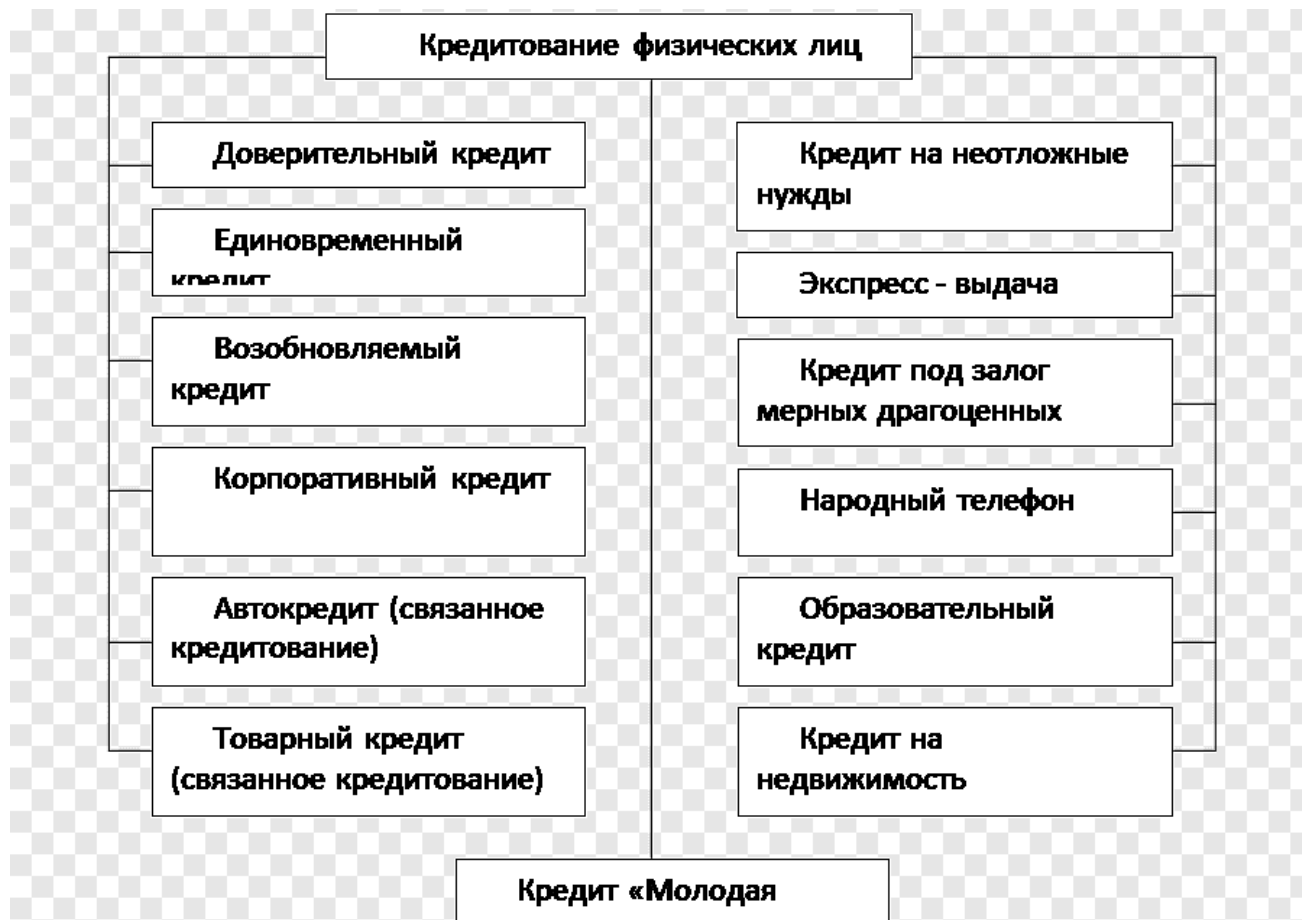 Кредитование физических лиц
Доверительный кредит
Единовременный
кредит
Возобновляемый
кредит
Корпоративный кредит
Автокредит (связанное
кредитование)
Товарный кредит
(связанное кредитование)
Кредит на неотложные
нужды
Экспресс - выдача
Кредит под залог
мерных драгоценных
Народный телефон
Образовательный
кредит
Кредит на
недвижимость
Кредит «Молодая